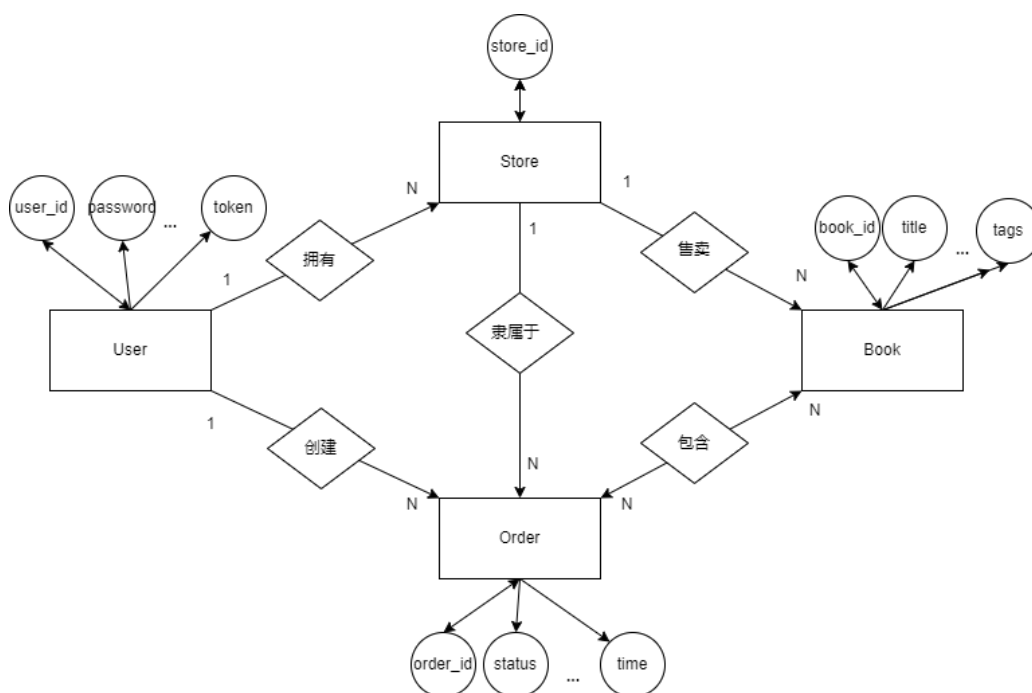 store_id
Store
user_id
password
...
token
N
1
1
book_id
title
...
tags
拥有
售卖
1
N
User
隶属于
Book
1
N
创建
包含
N
N
N
Order
order_id
status
...
time